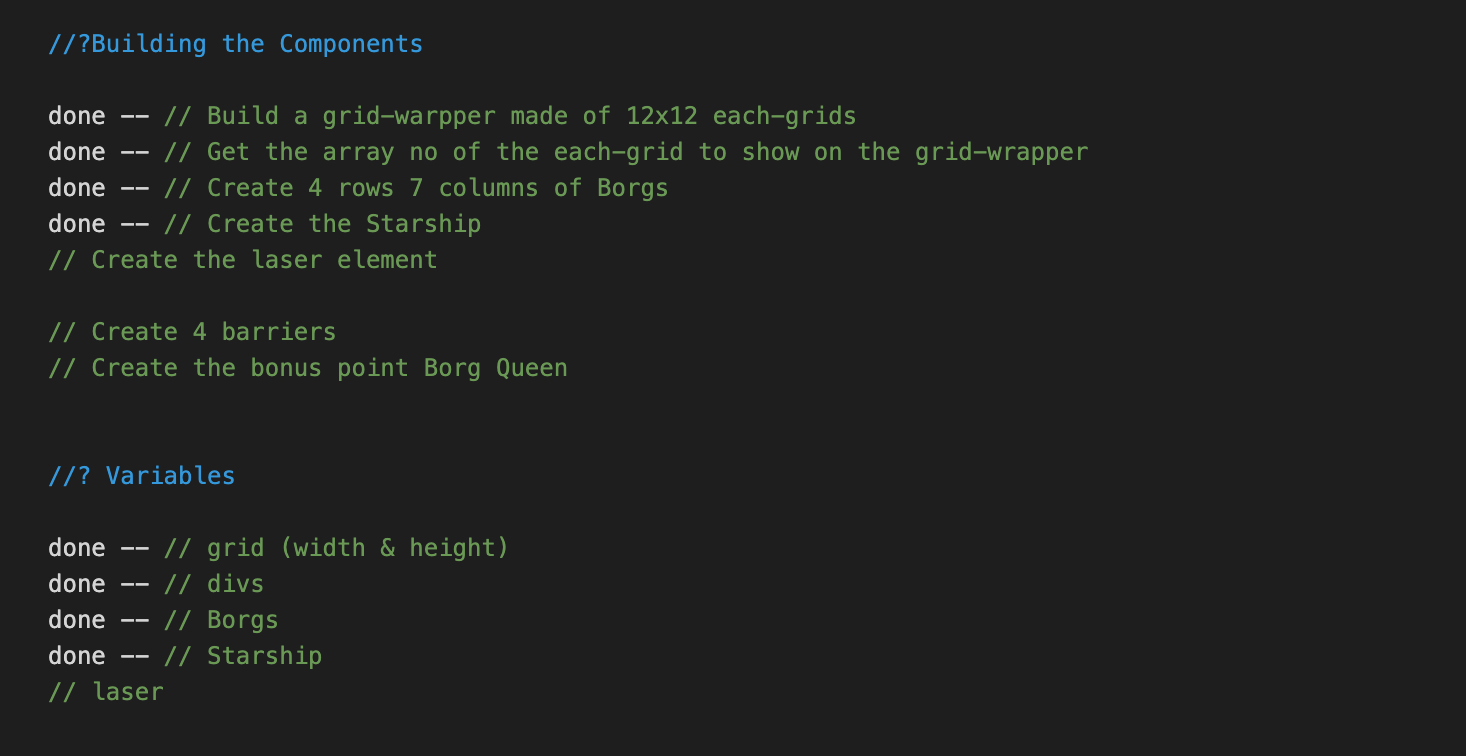 //?Building the Components
done -- // Build a grid-warpper made of 12x12 each-grids
done -- // Get the array no of the each-grid to show on the grid-wrapper
done -- // Create 4 rows 7 columns of Borgs
done -- // Create the Starship
// Create the laser element
// Create 4 barriers
// Create the bonus point Borg Queen
//? Variables
done -- // grid (width & height)
done -- // divs
done -- // Borgs
done -- // Starship
// laser